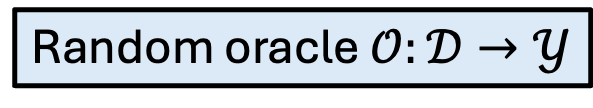 Random oracle 𝒪: 𝒟 → 𝒴